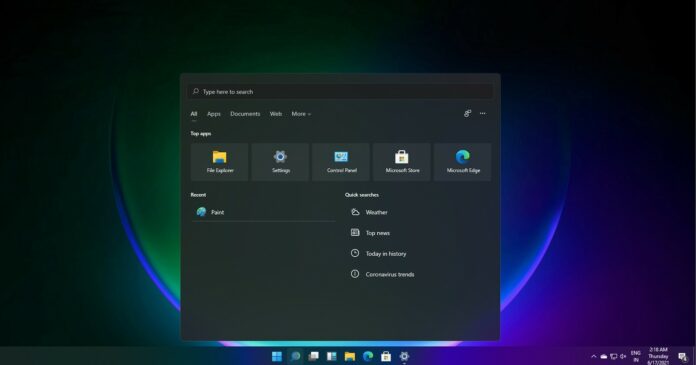 Type here to search
All Apps Documents Web More
Top apps
File Explorer Settings Control Panel Microsoft Store Microsoft Edge
Recent Quick searches
Paint Weather
Top news
Today in history
Coronavirus trends
ENG 2:18 AM
Thursday
IN 6/17/2021